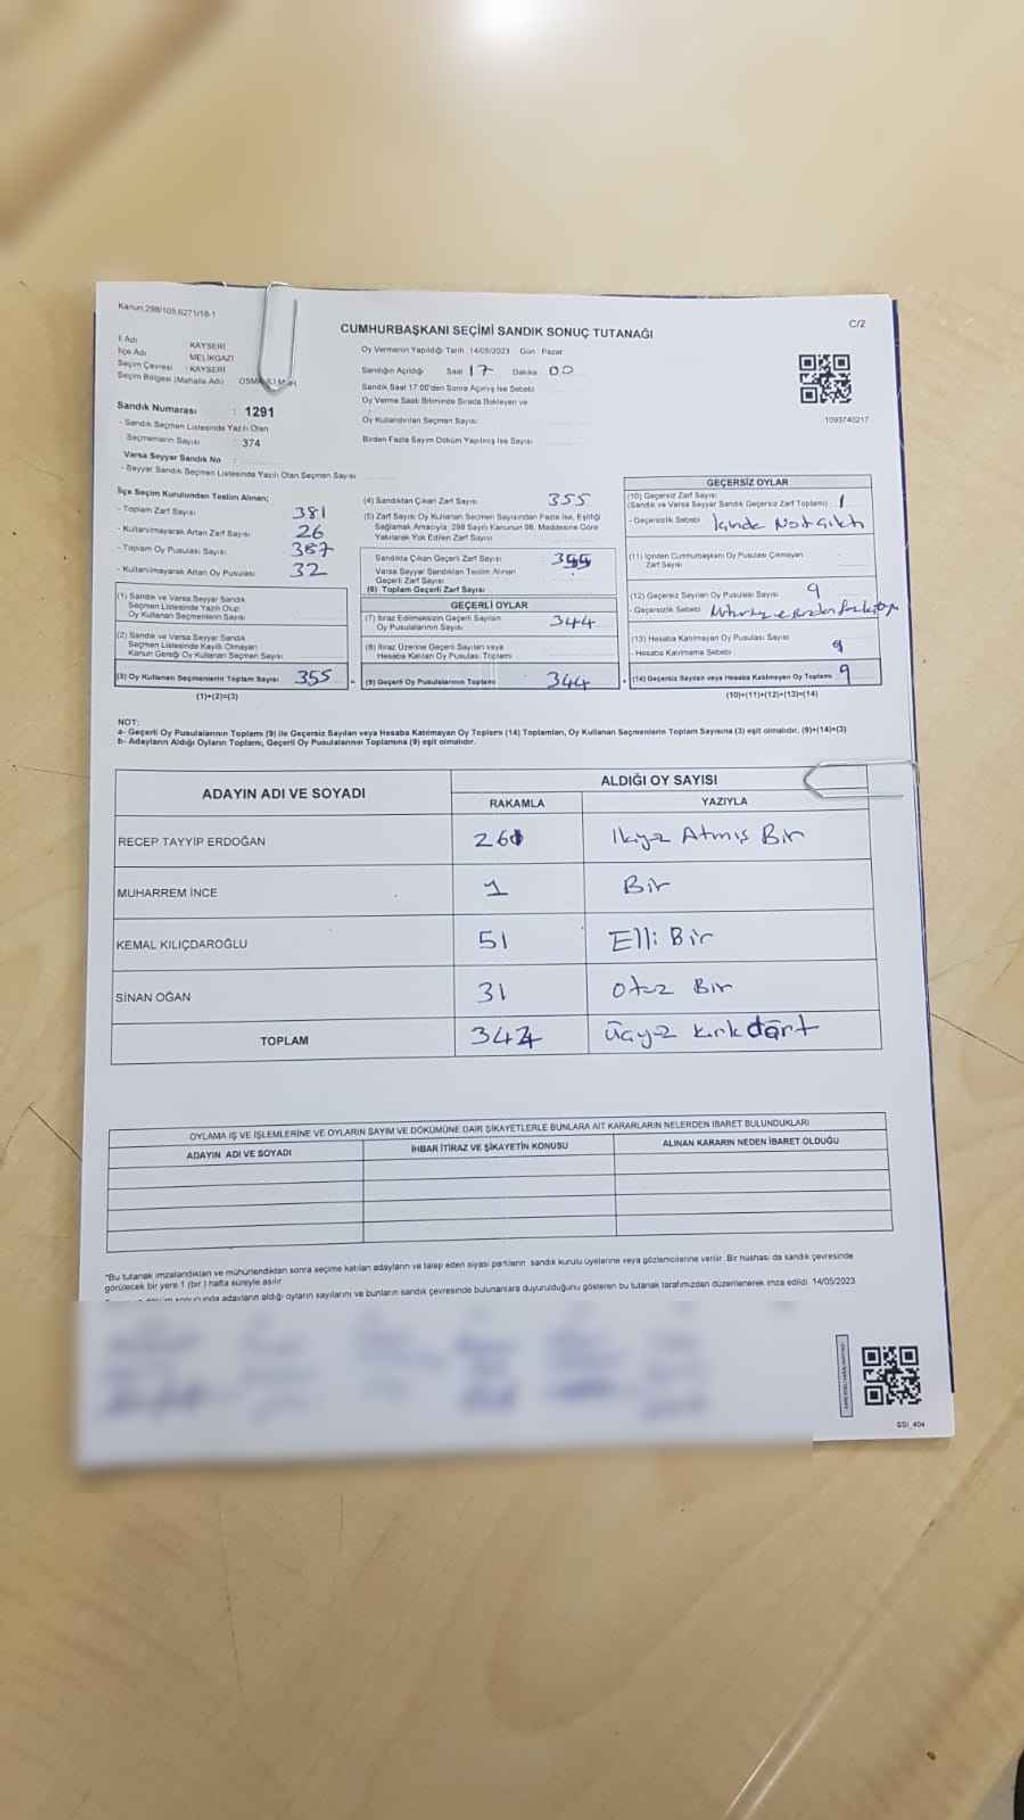 Kanun 298/105,6271/18-1
C/2
CUMHURBAŞKANI SEÇİMİ SANDIK SONUÇ TUTANAĞI
İl Adı KAYSERİ
İlçe Adı MELİKGAZİ
Seçim Çevresi : KAYSERİ
Seçim Bölgesi (Mahalle Adı)
Oy Vermenin Yapıldığı Tarih : 14/05/2023 Gün : Pazar
Sandığın Açıldığı Saat 17 Dakika 00
Sandık Saat 17:00'den Sonra Açılmış İse Sebebi
Oy Verme Saati Bitiminde Sırada Bekleyen ve
Oy Kullandırılan Seçmen Sayısı
Birden Fazla Sayım Döküm Yapılmış İse Sayısı
1093740217
Sandık Numarası : 1291
- Sandık Seçmen Listesinde Yazılı Olan
Seçmenlerin Sayısı : 374
Varsa Seyyar Sandık No
- Seyyar Sandık Seçmen Listesinde Yazılı Olan Seçmen Sayısı
İlçe Seçim Kurulundan Teslim Alınan;
- Toplam Zarf Sayısı 381
- Kullanılmayarak Artan Zarf Sayısı 26
- Toplam Oy Pusulası Sayısı 387
- Kullanılmayarak Artan Oy Pusulası 32
(1) Sandık ve Varsa Seyyar Sandık
Seçmen Listesinde Yazılı Olup
Oy Kullanan Seçmenlerin Sayısı
(2) Sandık ve Varsa Seyyar Sandık
Seçmen Listesinde Kayıtlı Olmayan
Kanun Gereği Oy Kullanan Seçmen Sayısı
(3) Oy Kullanan Seçmenlerin Toplam Sayısı 355
(1)+(2)=(3)
(4) Sandıktan Çıkan Zarf Sayısı 355
(5) Zarf Sayısı Oy Kullanan Seçmen Sayısından Fazla İse, Eşitliği
Sağlamak Amacıyla, 298 Sayılı Kanunun 98. Maddesine Göre
Yakılarak Yok Edilen Zarf Sayısı
Sandıkta Çıkan Geçerli Zarf Sayısı
Varsa Seyyar Sandıktan Teslim Alınan
Geçerli Zarf Sayısı
(6) Toplam Geçerli Zarf Sayısı
GEÇERLİ OYLAR
(7) İtiraz Edilmeksizin Geçerli Sayılan
Oy Pusulalarının Sayısı 344
(8) İtiraz Üzerine Geçerli Sayılan veya
Hesaba Katılan Oy Pusulası Toplamı
(9) Geçerli Oy Pusulalarının Toplamı 344
GEÇERSİZ OYLAR
(10) Geçersiz Zarf Sayısı
(Sandık ve Varsa Seyyar Sandık Geçersiz Zarf Toplamı) 1
- Geçersizlik Sebebi İçinde Not Çıktı
(11) İçinden Cumhurbaşkanı Oy Pusulası Çıkmayan
Zarf Sayısı
(12) Geçersiz Sayılan Oy Pusulası Sayısı 9
- Geçersizlik Sebebi
(13) Hesaba Katılmayan Oy Pusulası Sayısı
- Hesaba Katılmama Sebebi 9
(14) Geçersiz Sayılan veya Hesaba Katılmayan Oy Toplamı 9
(10)+(11)+(12)+(13)=(14)
NOT:
a- Geçerli Oy Pusulalarının Toplamı (9) ile Geçersiz Sayılan veya Hesaba Katılmayan Oy Toplamı (14) Toplamları, Oy Kullanan Seçmenlerin Toplam Sayısına (3) eşit olmalıdır. (9)+(14)=(3)
b- Adayların Aldığı Oyların Toplamı, Geçerli Oy Pusulalarının Toplamına (9) eşit olmalıdır.
ADAYIN ADI VE SOYADI
ALDIĞI OY SAYISI
RAKAMLA YAZIYLA
RECEP TAYYİP ERDOĞAN 261 İkiyüz Atmış Bir
MUHARREM İNCE 1 Bir
KEMAL KILIÇDAROĞLU 51 Elli Bir
SİNAN OĞAN 31 Otuz Bir
TOPLAM 344 Üçyüz kırk dört
OYLAMA İŞ VE İŞLEMLERİNE VE OYLARIN SAYIM VE DÖKÜMÜNE DAİR ŞİKAYETLERLE BUNLARA AİT KARARLARIN NELERDEN İBARET BULUNDUKLARI
ADAYIN ADI VE SOYADI İHBAR İTİRAZ VE ŞİKAYETİN KONUSU ALINAN KARARIN NEDEN İBARET OLDUĞU
"Bu tutanak imzalandıktan ve mühürlendikten sonra seçime katılan adayların ve talep eden siyasi partilerin sandık kurulu üyelerine veya gözlemcilerine verilir. Bir nüshası da sandık çevresinde
görülecek bir yere 1 (bir) hafta süreyle asılır
adayların aldığı oyların sayılarını ve bunların sandık çevresinde bulunanlara duyurulduğunu gösteren bu tutanak tarafımızdan düzenlenerek imza edildi. 14/05/2023
SSI_404